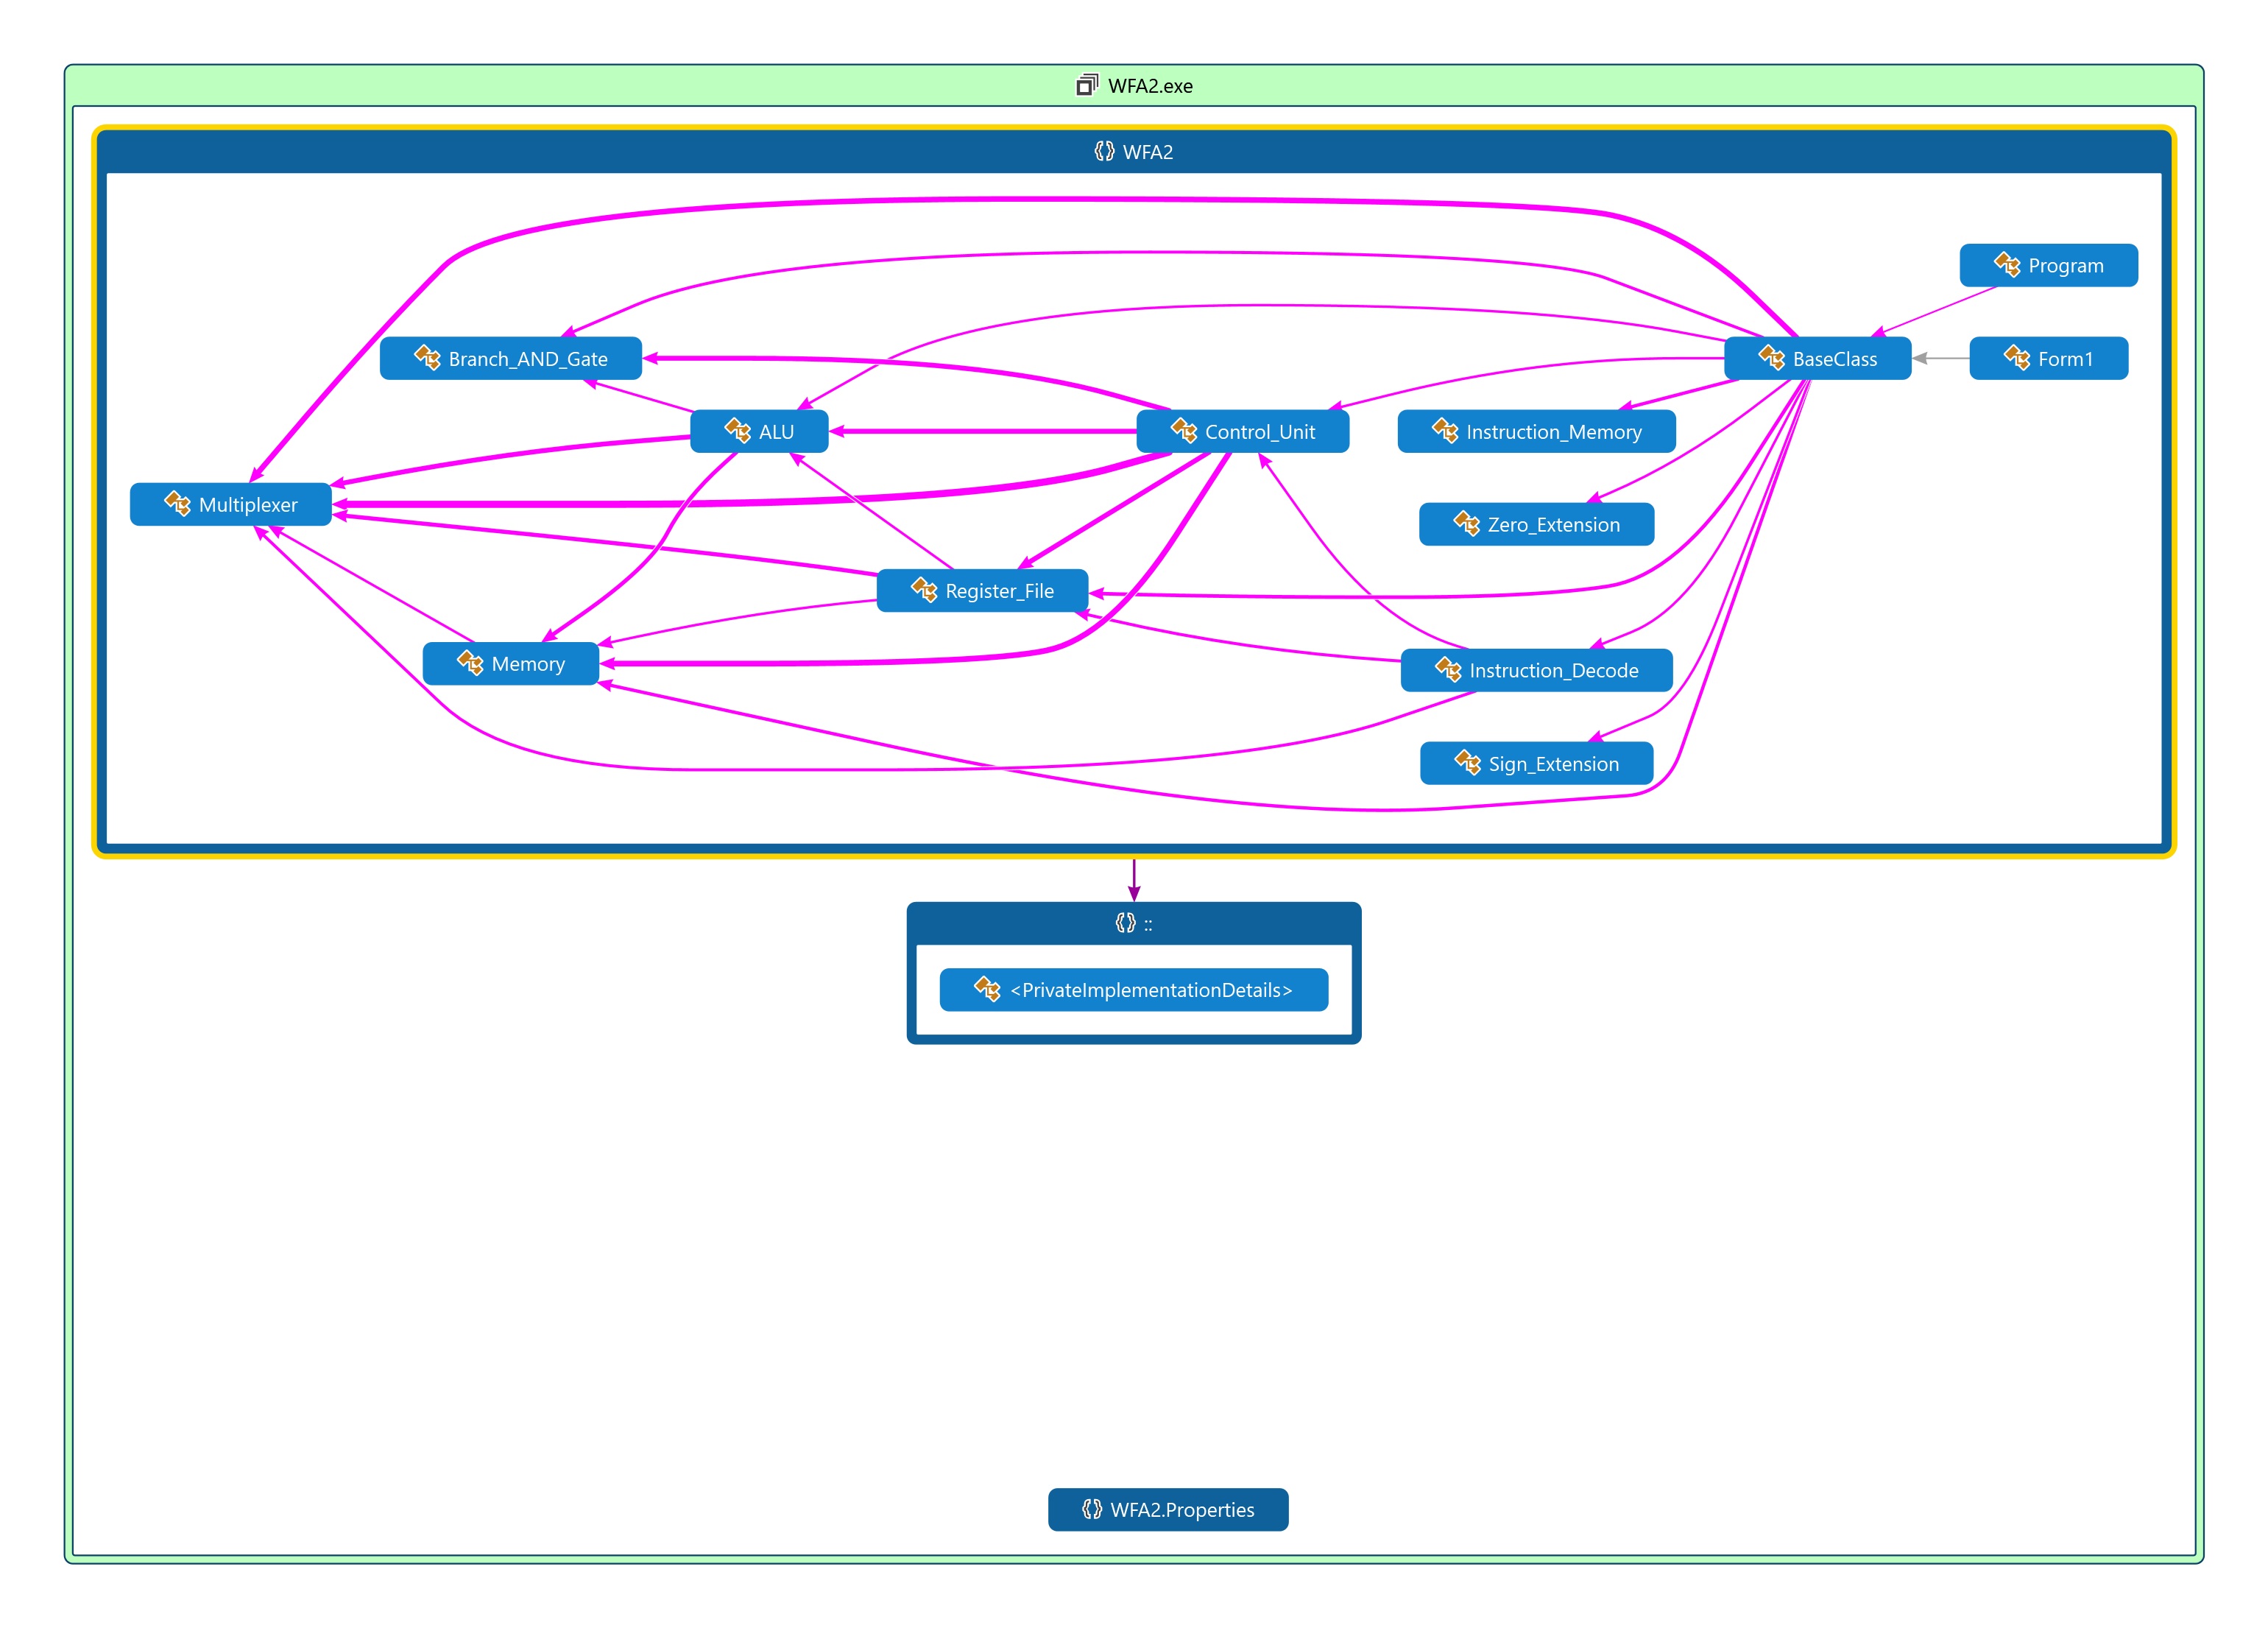 WFA2.exe
WFA2
Program
Branch_AND_Gate
BaseClass
Form1
ALU
Control_Unit
Instruction_Memory
Multiplexer
Zero_Extension
Register_File
Memory
Instruction_Decode
Sign_Extension
::
<PrivateImplementationDetails>
WFA2.Properties